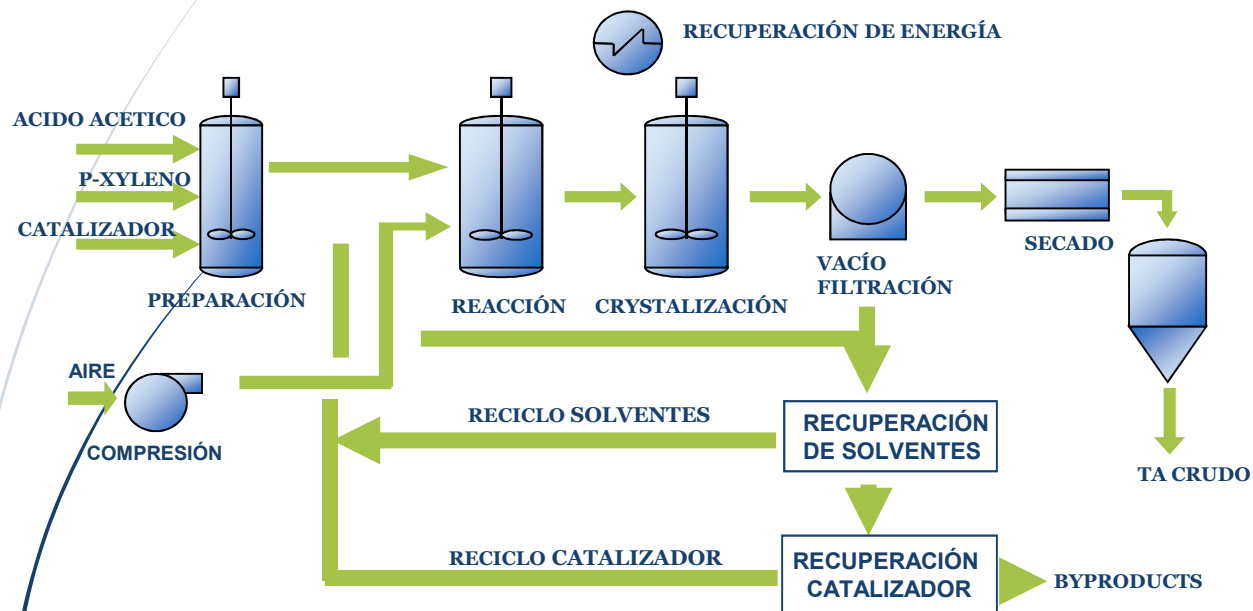 RECUPERACIÓN DE ENERGÍA
ACIDO ACETICO
P-XYLENO
CATALIZADOR
PREPARACIÓN
REACCIÓN
CRYSTALIZACIÓN
VACÍO
FILTRACIÓN
SECADO
AIRE
COMPRESIÓN
RECICLO SOLVENTES
RECUPERACIÓN
DE SOLVENTES
TA CRUDO
RECICLO CATALIZADOR
RECUPERACIÓN
CATALIZADOR
BYPRODUCTS